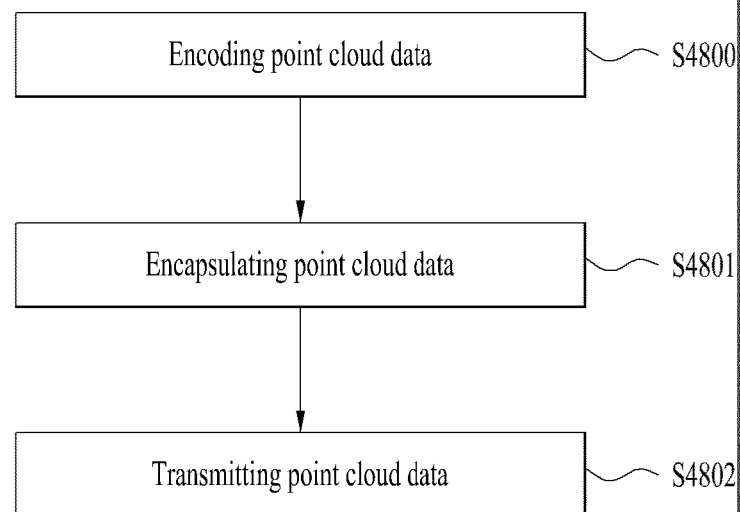 Encoding point cloud data S4800
Encapsulating point cloud data S4801
Transmitting point cloud data S4802